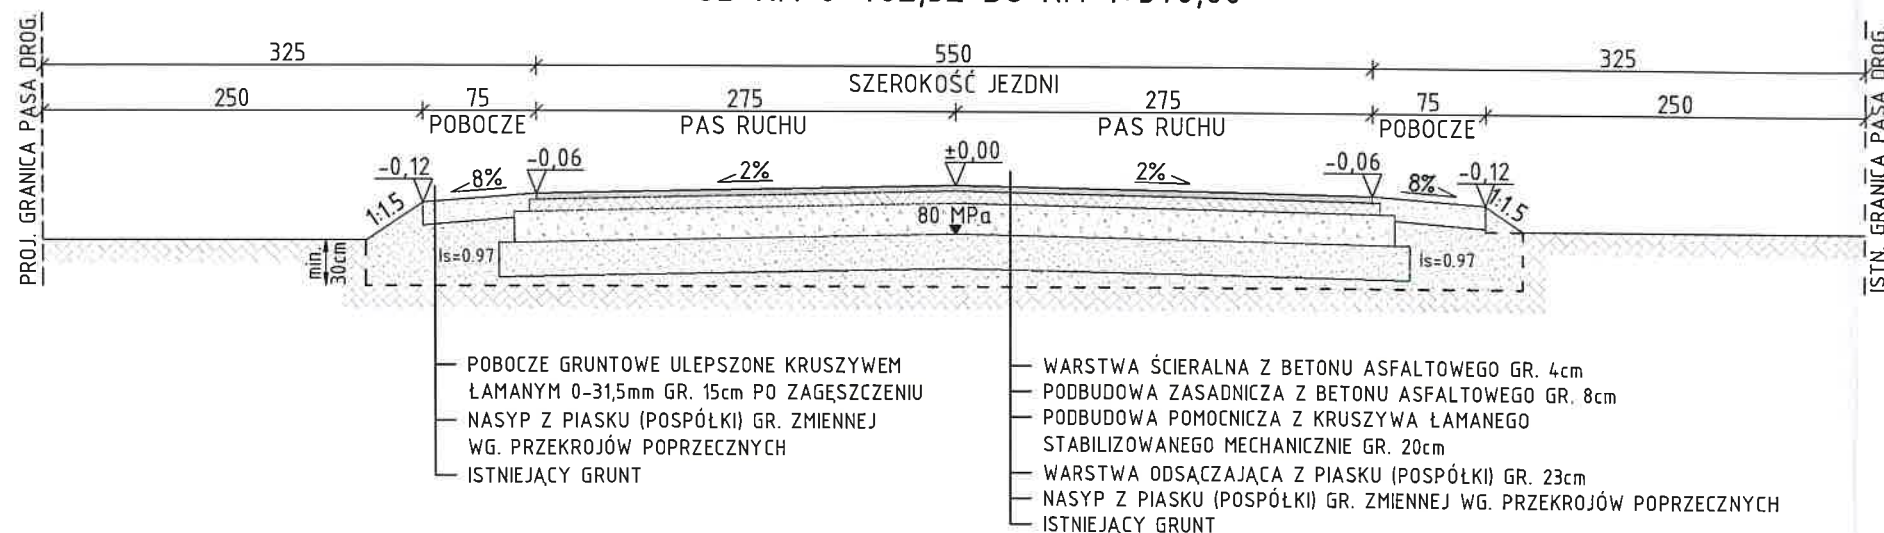 325 550 325
SZEROKOŚĆ JEZDNI
250 75 275 275 75 250
POBOCZE PAS RUCHU PAS RUCHU POBOCZE
PROJ. GRANICA PASA DROG.
ISTN. GRANICA PASA DROG.
-0,12 -0,06 ±0,00 -0,06 -0,12
1:1.5 8% 2% 2% 8% 1:1.5
80 MPa
min. 30cm
Is=0.97 Is=0.97
POBOCZE GRUNTOWE ULEPSZONE KRUSZYWEM
ŁAMANYM 0-31,5mm GR. 15cm PO ZAGĘSZCZENIU
NASYP Z PIASKU (POSPÓŁKI) GR. ZMIENNEJ
WG. PRZEKROJÓW POPRZECZNYCH
ISTNIEJĄCY GRUNT
WARSTWA ŚCIERALNA Z BETONU ASFALTOWEGO GR. 4cm
PODBUDOWA ZASADNICZA Z BETONU ASFALTOWEGO GR. 8cm
PODBUDOWA POMOCNICZA Z KRUSZYWA ŁAMANEGO
STABILIZOWANEGO MECHANICZNIE GR. 20cm
WARSTWA ODSĄCZAJĄCA Z PIASKU (POSPÓŁKI) GR. 23cm
NASYP Z PIASKU (POSPÓŁKI) GR. ZMIENNEJ WG. PRZEKROJÓW POPRZECZNYCH
ISTNIEJĄCY GRUNT